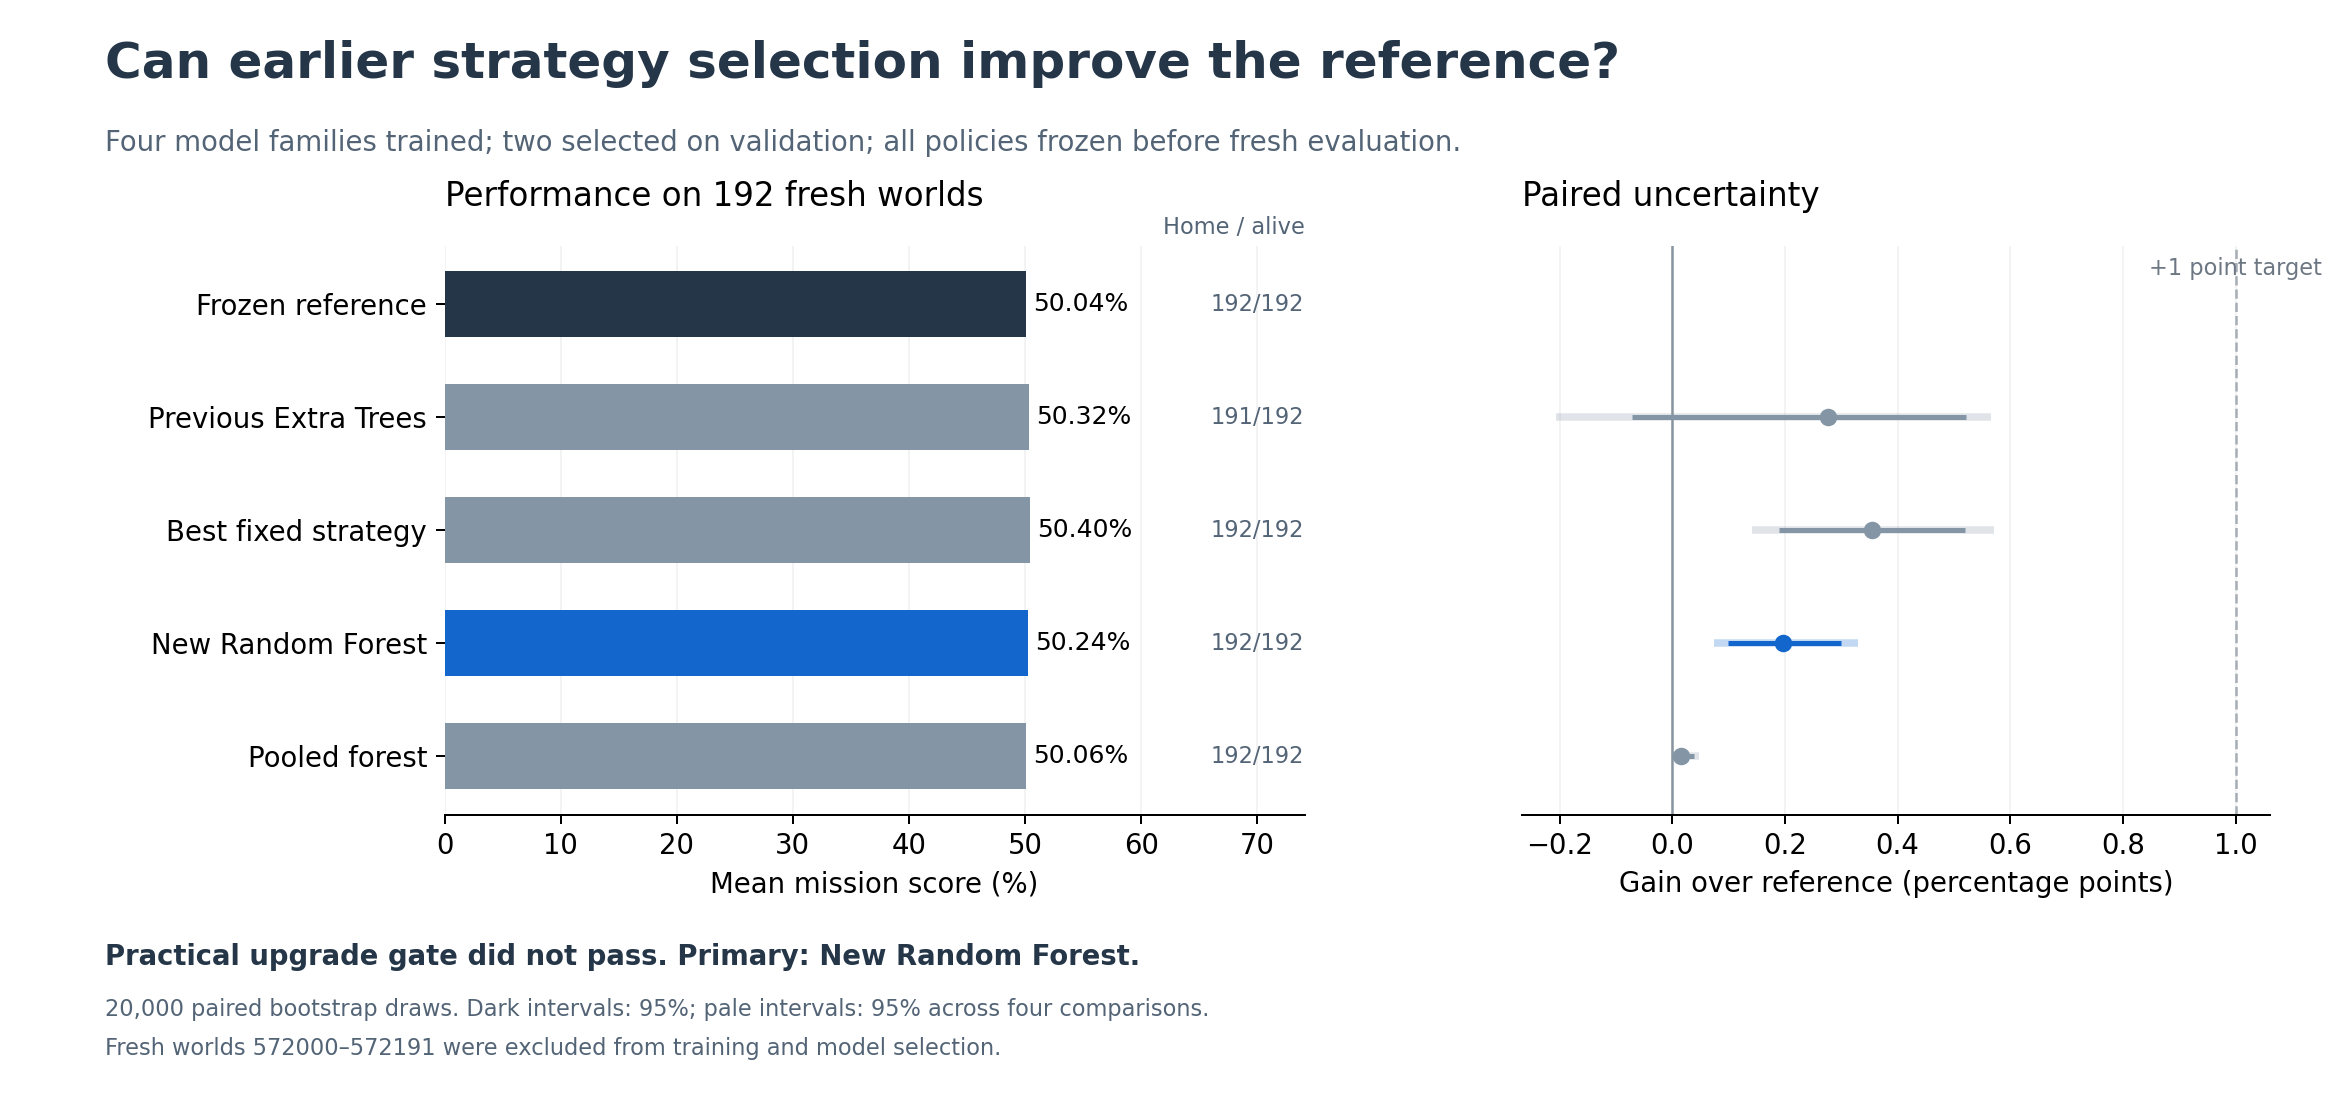 Can earlier strategy selection improve the reference?
Four model families trained; two selected on validation; all policies frozen before fresh evaluation.
Performance on 192 fresh worlds
Home / alive
Frozen reference 50.04% 192/192
Previous Extra Trees 50.32% 191/192
Best fixed strategy 50.40% 192/192
New Random Forest 50.24% 192/192
Pooled forest 50.06% 192/192
0 10 20 30 40 50 60 70
Mean mission score (%)
Paired uncertainty
+1 point target
−0.2 0.0 0.2 0.4 0.6 0.8 1.0
Gain over reference (percentage points)
Practical upgrade gate did not pass. Primary: New Random Forest.
20,000 paired bootstrap draws. Dark intervals: 95%; pale intervals: 95% across four comparisons.
Fresh worlds 572000–572191 were excluded from training and model selection.